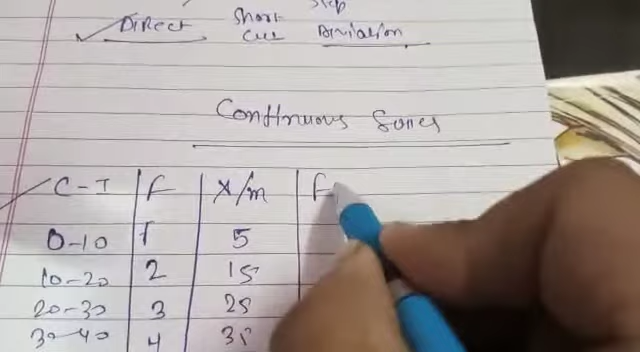 Step
Direct Short Cut Deviation
Continuous Series
C-I F X/m F
0-10 1 5
10-20 2 15
20-30 3 25
30-40 4 35